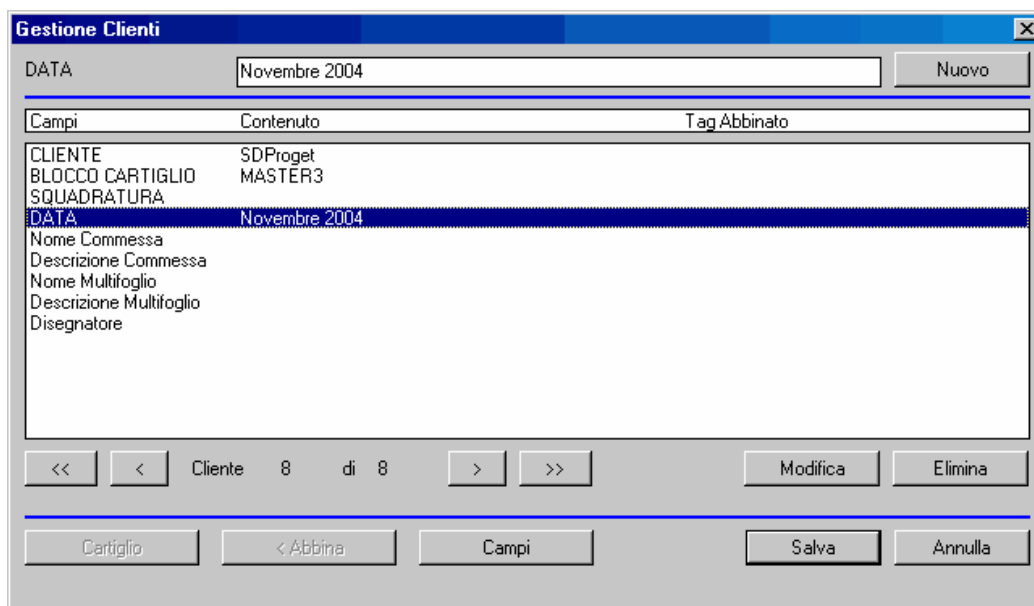 Gestione Clienti
DATA Novembre 2004 Nuovo
Campi Contenuto Tag Abbinato
CLIENTE SDProget
BLOCCO CARTIGLIO MASTER3
SQUADRATURA
DATA Novembre 2004
Nome Commessa
Descrizione Commessa
Nome Multifoglio
Descrizione Multifoglio
Disegnatore
<< < Cliente 8 di 8 > >> Modifica Elimina
Cartiglio < Abbina Campi Salva Annulla